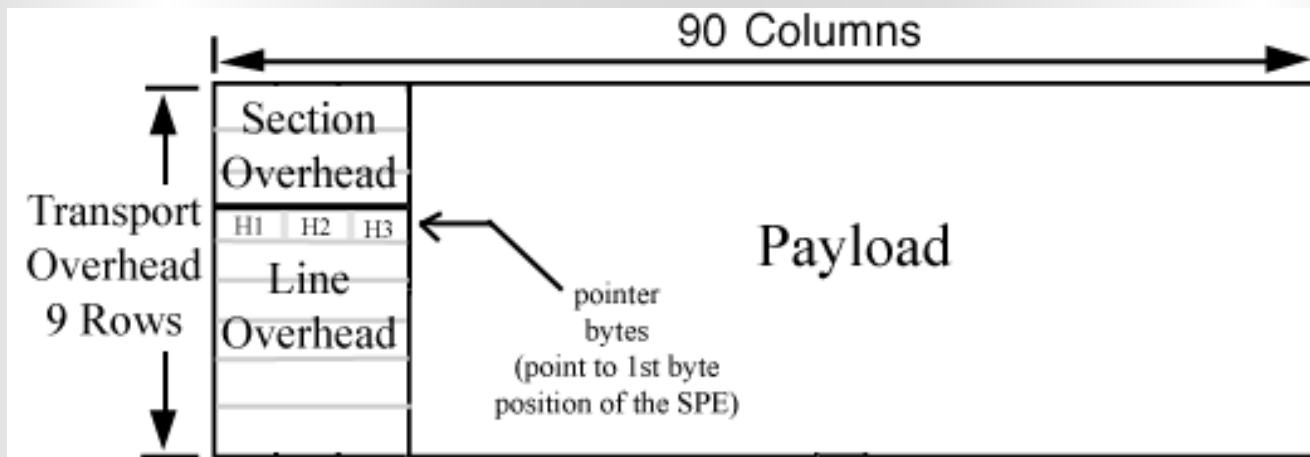 90 Columns
Section
Overhead
Transport
Overhead
9 Rows
H1 H2 H3
Line
Overhead
Payload
pointer
bytes
(point to 1st byte
position of the SPE)